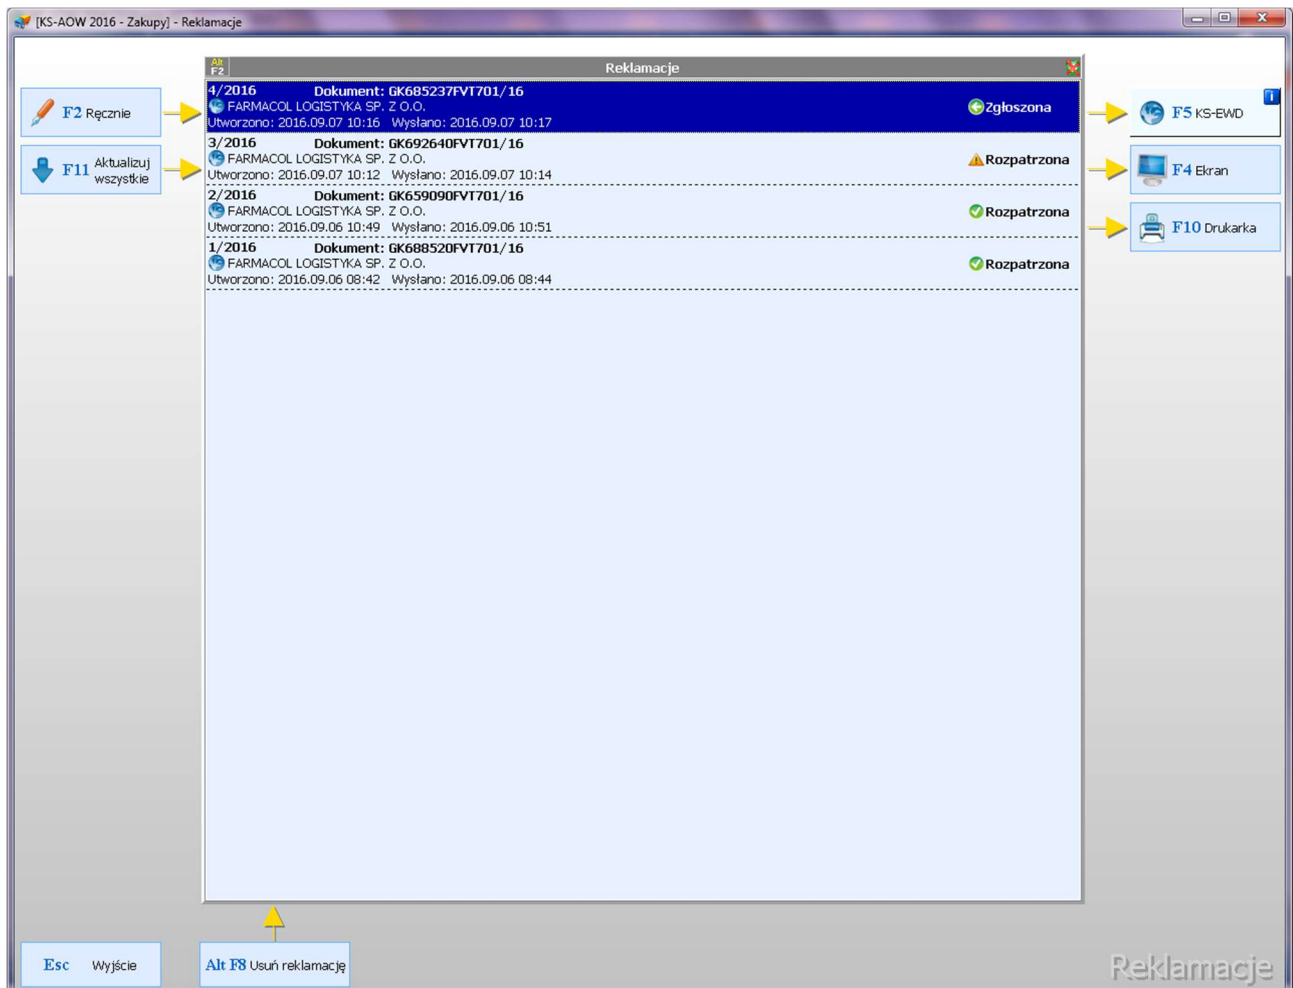 [KS-AOW 2016 - Zakupy] - Reklamacje
Alt F2
Reklamacje
F2 Ręcznie
F11 Aktualizuj wszystkie
4/2016 Dokument: GK685237FVT701/16
FARMACOL LOGISTYKA SP. Z O.O.
Zgłoszona
Utworzono: 2016.09.07 10:16 Wysłano: 2016.09.07 10:17
3/2016 Dokument: GK692640FVT701/16
FARMACOL LOGISTYKA SP. Z O.O.
Rozpatrzona
Utworzono: 2016.09.07 10:12 Wysłano: 2016.09.07 10:14
2/2016 Dokument: GK659090FVT701/16
FARMACOL LOGISTYKA SP. Z O.O.
Rozpatrzona
Utworzono: 2016.09.06 10:49 Wysłano: 2016.09.06 10:51
1/2016 Dokument: GK688520FVT701/16
FARMACOL LOGISTYKA SP. Z O.O.
Rozpatrzona
Utworzono: 2016.09.06 08:42 Wysłano: 2016.09.06 08:44
i
F5 KS-EWD
F4 Ekran
F10 Drukarka
Esc Wyjście
Alt F8 Usuń reklamację
Reklamacje